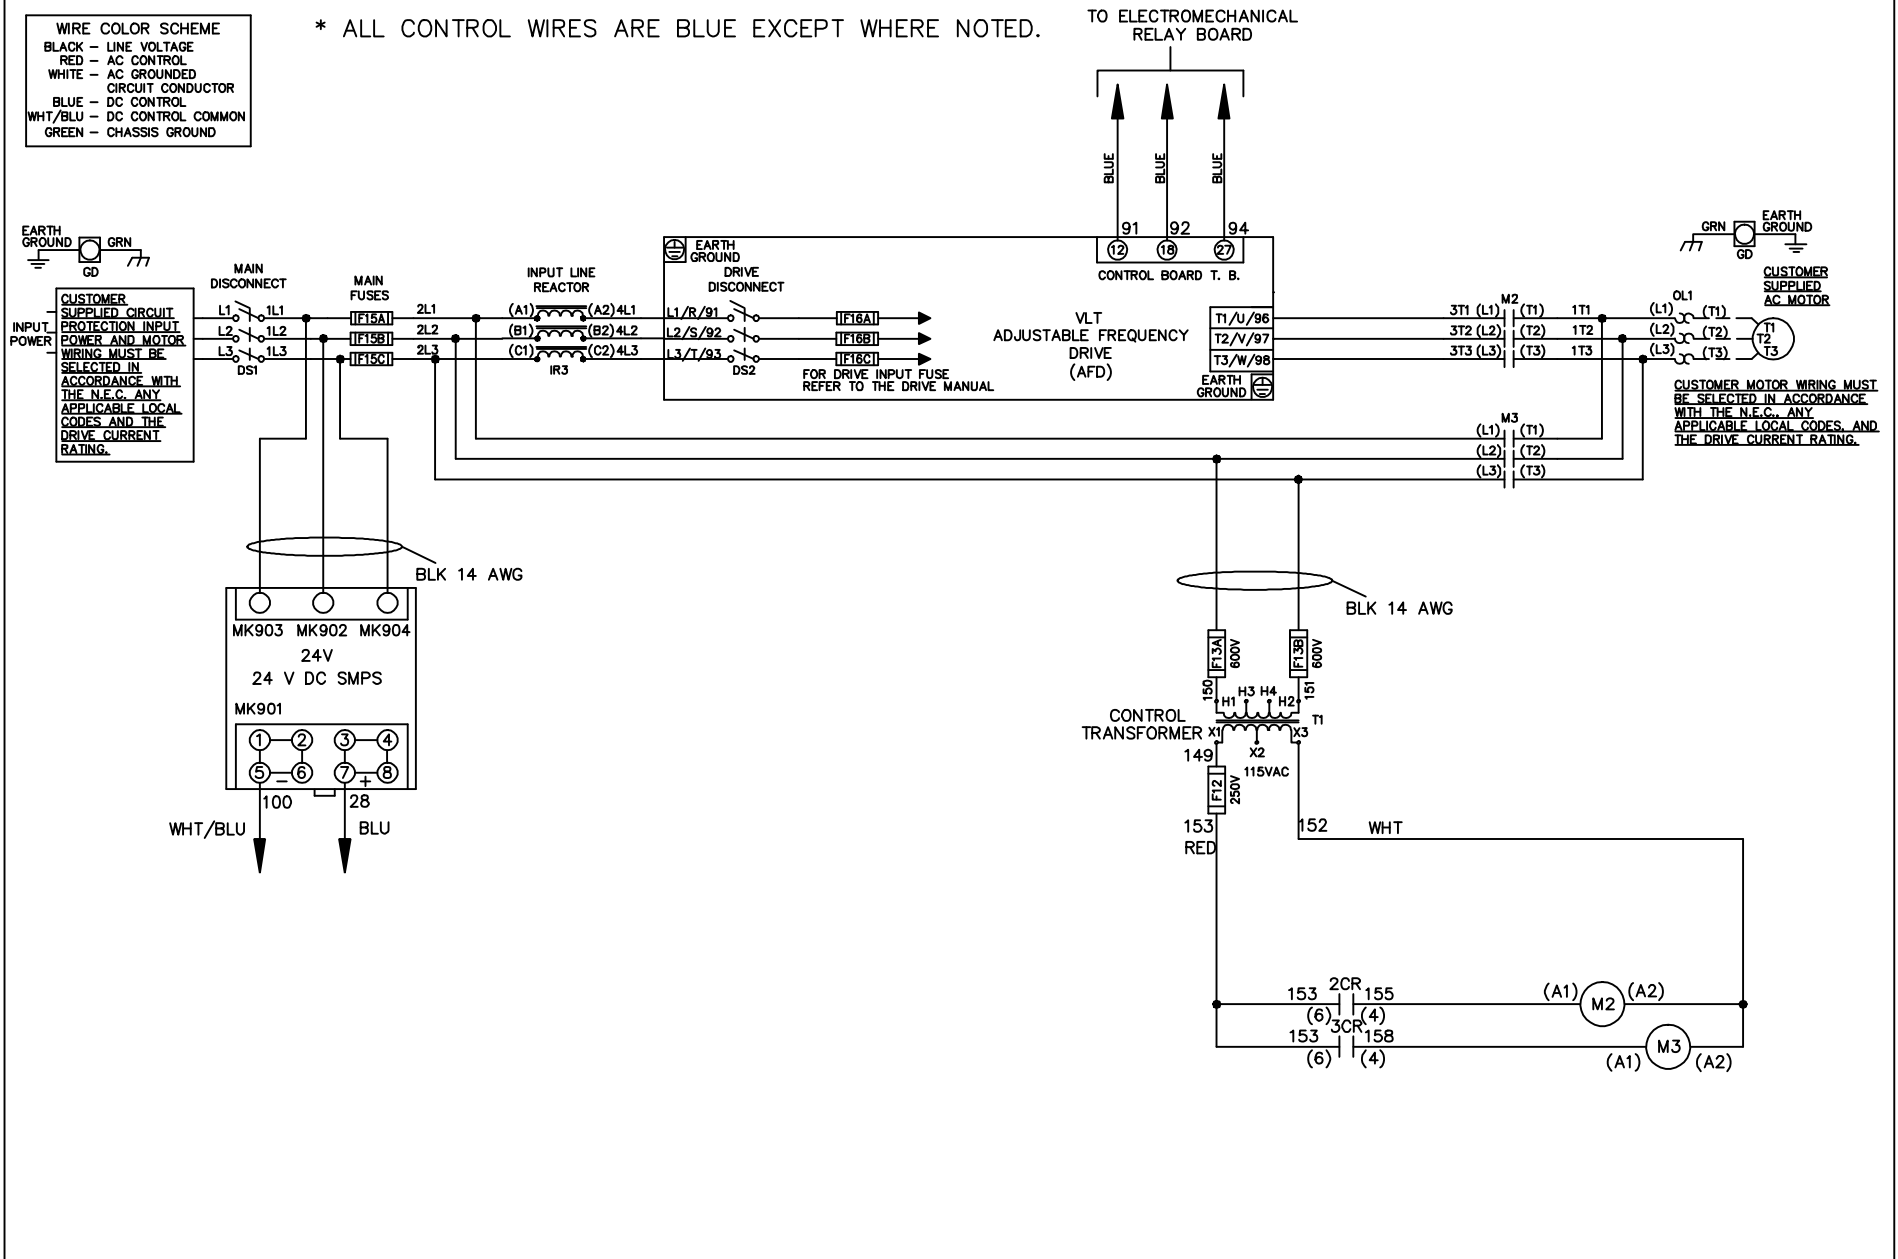 WIRE COLOR SCHEME
BLACK – LINE VOLTAGE
RED – AC CONTROL
WHITE – AC GROUNDED
CIRCUIT CONDUCTOR
BLUE – DC CONTROL
WHT/BLU – DC CONTROL COMMON
GREEN – CHASSIS GROUND
* ALL CONTROL WIRES ARE BLUE EXCEPT WHERE NOTED.
TO ELECTROMECHANICAL
RELAY BOARD
BLUE
BLUE
BLUE
91
92
94
12
18
27
CONTROL BOARD T. B.
EARTH
GROUND
GRN
GD
CUSTOMER
SUPPLIED CIRCUIT
PROTECTION INPUT
POWER AND MOTOR
WIRING MUST BE
SELECTED IN
ACCORDANCE WITH
THE N.E.C. ANY
APPLICABLE LOCAL
CODES AND THE
DRIVE CURRENT
RATING.
INPUT
POWER
MAIN
DISCONNECT
L1
1L1
L2
1L2
L3
1L3
DS1
MAIN
FUSES
F15A
F15B
F15C
2L1
2L2
2L3
INPUT LINE
REACTOR
(A1)
(A2)4L1
(B1)
(B2)4L2
(C1)
(C2)4L3
IR3
EARTH
GROUND
DRIVE
DISCONNECT
L1/R/91
L2/S/92
L3/T/93
DS2
F16A
F16B
F16C
FOR DRIVE INPUT FUSE
REFER TO THE DRIVE MANUAL
VLT
ADJUSTABLE FREQUENCY
DRIVE
(AFD)
T1/U/96
T2/V/97
T3/W/98
EARTH
GROUND
M2
3T1 (L1) (T1) 1T1
3T2 (L2) (T2) 1T2
3T3 (L3) (T3) 1T3
M3
(L1) (T1)
(L2) (T2)
(L3) (T3)
OL1
(L1) (T1)
(L2) (T2)
(L3) (T3)
T1
T2
T3
GRN
EARTH
GROUND
GD
CUSTOMER
SUPPLIED
AC MOTOR
CUSTOMER MOTOR WIRING MUST
BE SELECTED IN ACCORDANCE
WITH THE N.E.C., ANY
APPLICABLE LOCAL CODES, AND
THE DRIVE CURRENT RATING.
BLK 14 AWG
MK903 MK902 MK904
24V
24 V DC SMPS
MK901
1 2 3 4
5 – 6 7 + 8
100
28
WHT/BLU
BLU
BLK 14 AWG
F13A
600V
F13B
600V
150
151
H1 H3 H4 H2
T1
CONTROL
TRANSFORMER
X1
X3
X2
149
115VAC
F12
250V
153
RED
152
WHT
153 2CR 155
(6) (4)
(A1) M2 (A2)
153 3CR 158
(6) (4)
(A1) M3 (A2)